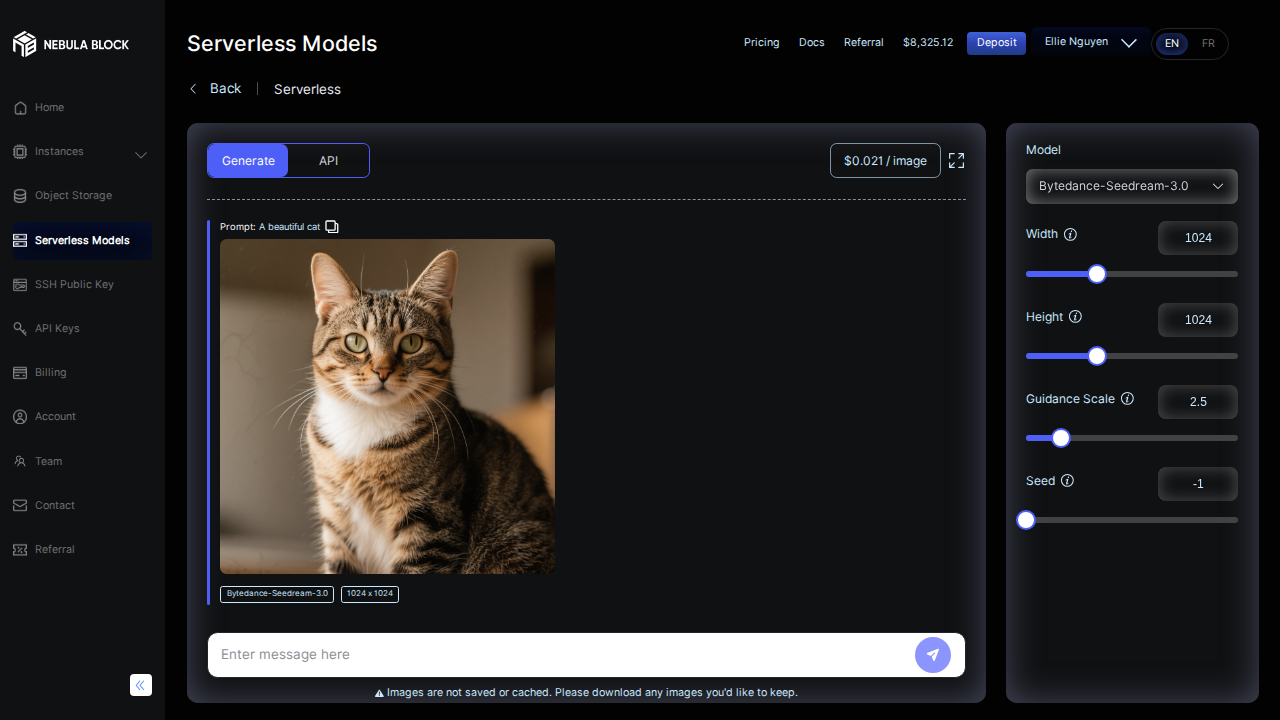 NEBULA BLOCK
Home
Instances
Object Storage
Serverless Models
SSH Public Key
API Keys
Billing
Account
Team
Contact
Referral
Serverless Models
Pricing
Docs
Referral
$8,325.12
Deposit
Ellie Nguyen
EN
FR
Back
Serverless
Generate
API
$0.021 / image
Prompt: A beautiful cat
Bytedance-Seedream-3.0
1024 x 1024
Enter message here
Images are not saved or cached. Please download any images you'd like to keep.
Model
Bytedance-Seedream-3.0
Width
1024
Height
1024
Guidance Scale
2.5
Seed
-1